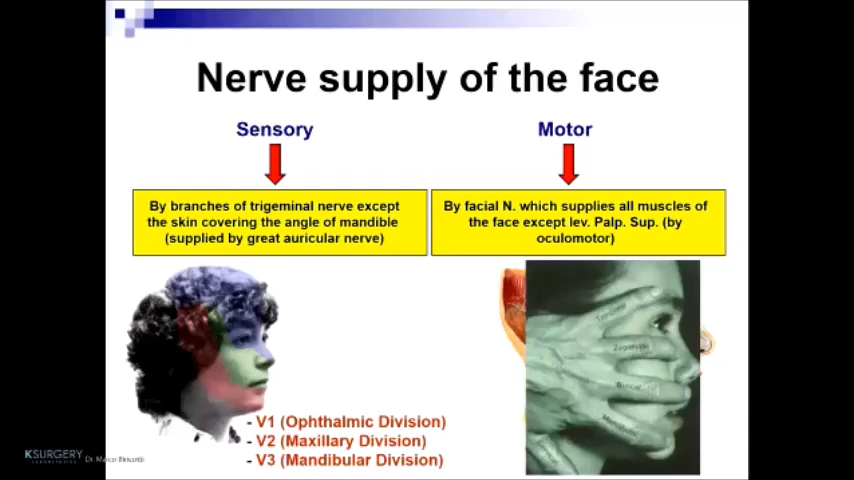 Nerve supply of the face
Sensory
Motor
By branches of trigeminal nerve except
the skin covering the angle of mandible
(supplied by great auricular nerve)
By facial N. which supplies all muscles of
the face except lev. Palp. Sup. (by
oculomotor)
Temporal
Zygomatic
Buccal
- V1 (Ophthalmic Division)
- V2 (Maxillary Division)
- V3 (Mandibular Division)
KSURGERY